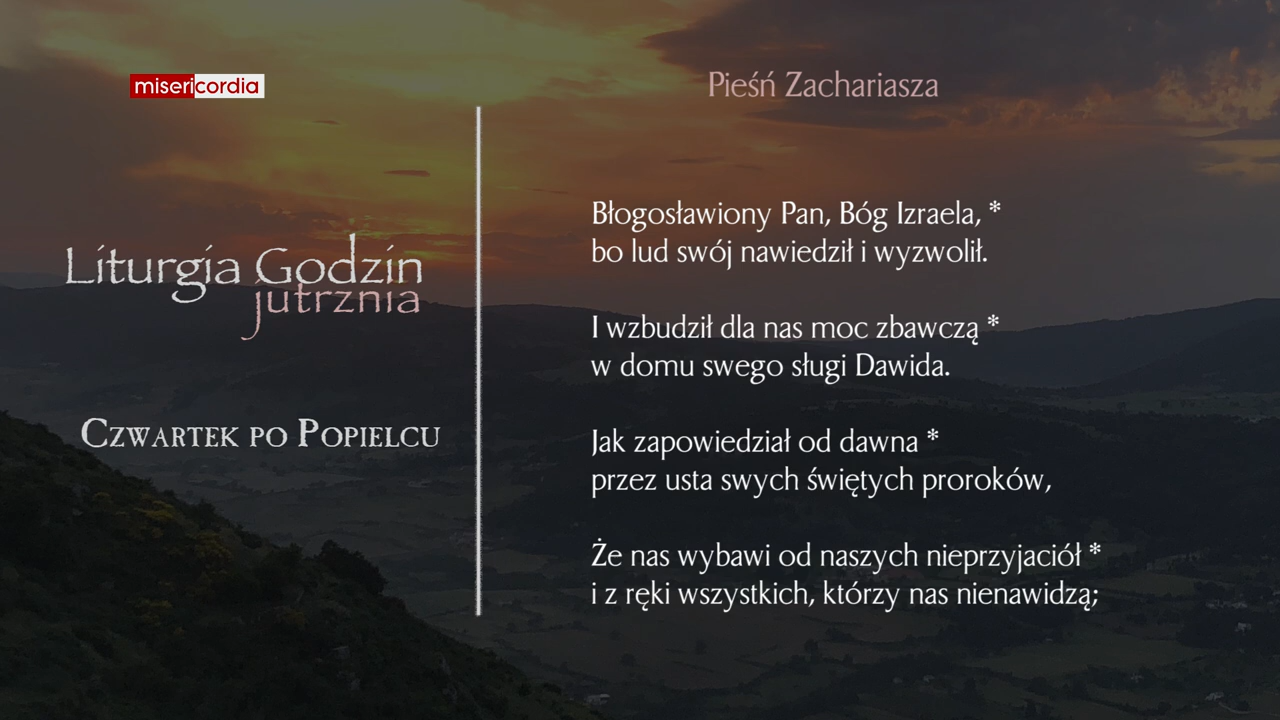 misericordia
Liturgia Godzin
jutrznia
Czwartek po Popielcu
Pieśń Zachariasza
Błogosławiony Pan, Bóg Izraela, *
bo lud swój nawiedził i wyzwolił.
I wzbudził dla nas moc zbawczą *
w domu swego sługi Dawida.
Jak zapowiedział od dawna *
przez usta swych świętych proroków,
Że nas wybawi od naszych nieprzyjaciół *
i z ręki wszystkich, którzy nas nienawidzą;